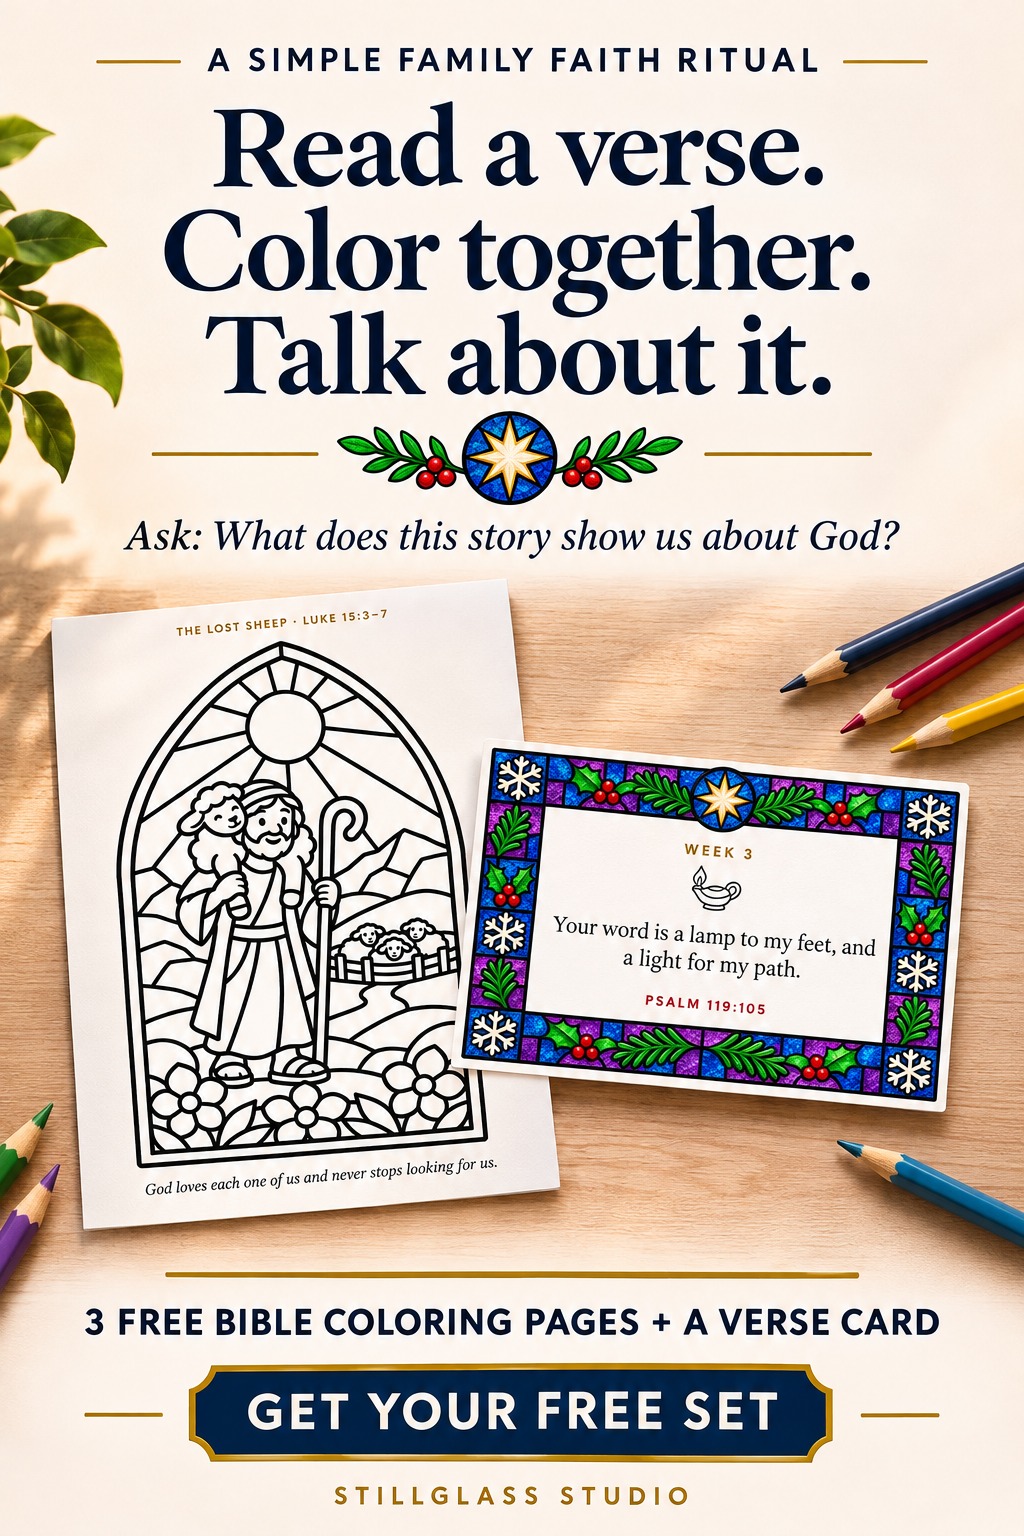 A SIMPLE FAMILY FAITH RITUAL
Read a verse.
Color together.
Talk about it.
Ask: What does this story show us about God?
THE LOST SHEEP · LUKE 15:3–7
God loves each one of us and never stops looking for us.
WEEK 3
Your word is a lamp to my feet, and
a light for my path.
PSALM 119:105
3 FREE BIBLE COLORING PAGES + A VERSE CARD
GET YOUR FREE SET
STILLGLASS STUDIO